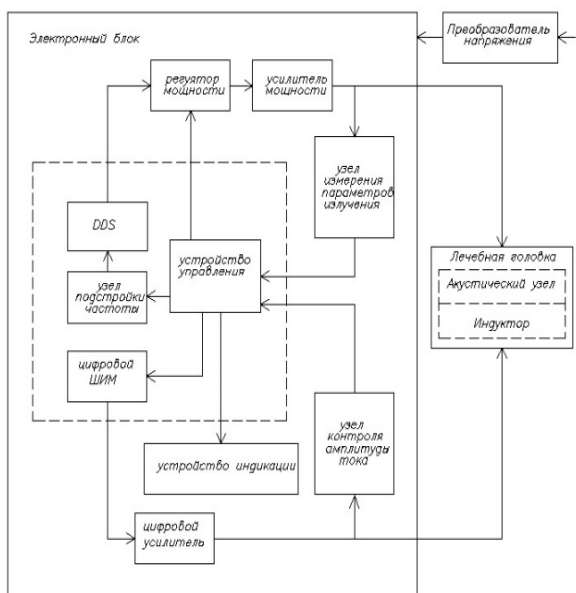 Преобразователь
напряжения
Электронный блок
регуятор
мощности
усилитель
мощности
узел
измерения
параметров
излучения
DDS
устройство
управления
узел
подстройки
частоты
Лечебная головка
Акустический узел
Индуктор
цифровой
ШИМ
узел
контроля
амплитуды
тока
устройство индикации
цифровой
усилитель